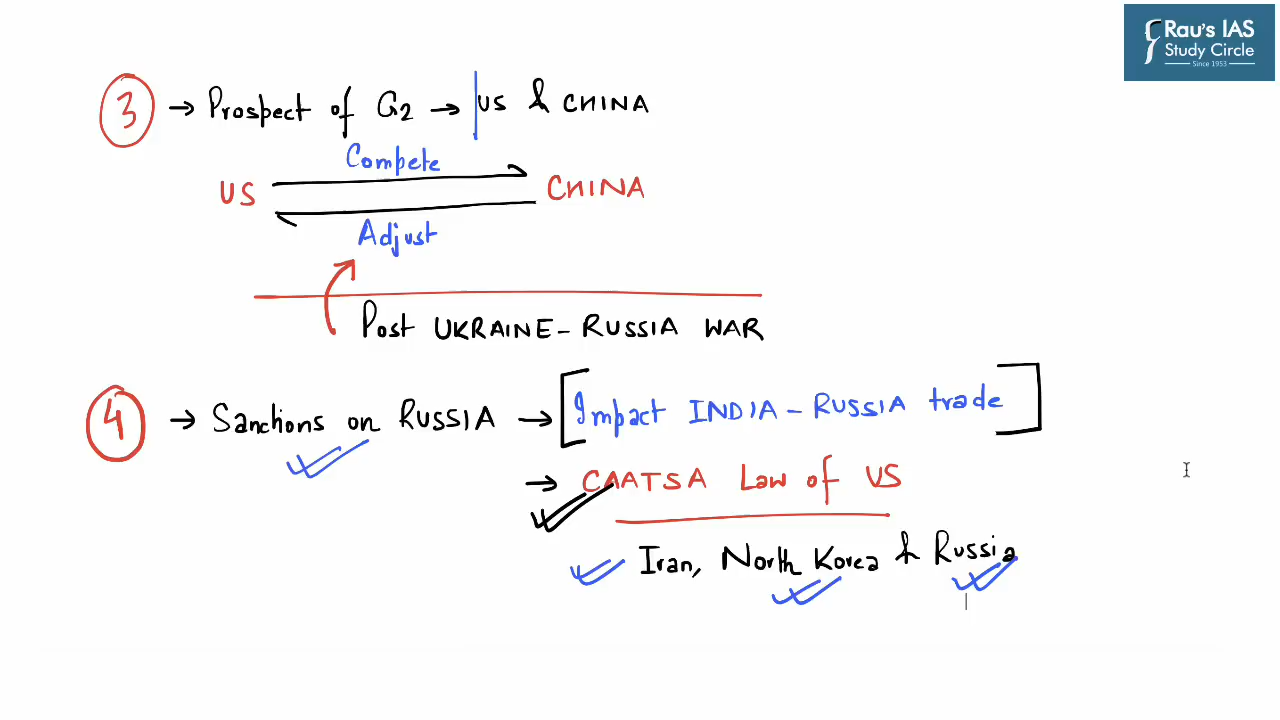 Rau's IAS
Study Circle
Since 1953
3 → Prospect of G2 → US & CHINA
Compete
US CHINA
Adjust
Post UKRAINE - RUSSIA WAR
4 → Sanctions on RUSSIA → [Impact INDIA - RUSSIA trade]
→ CAATSA Law of US
Iran, North Korea & Russia